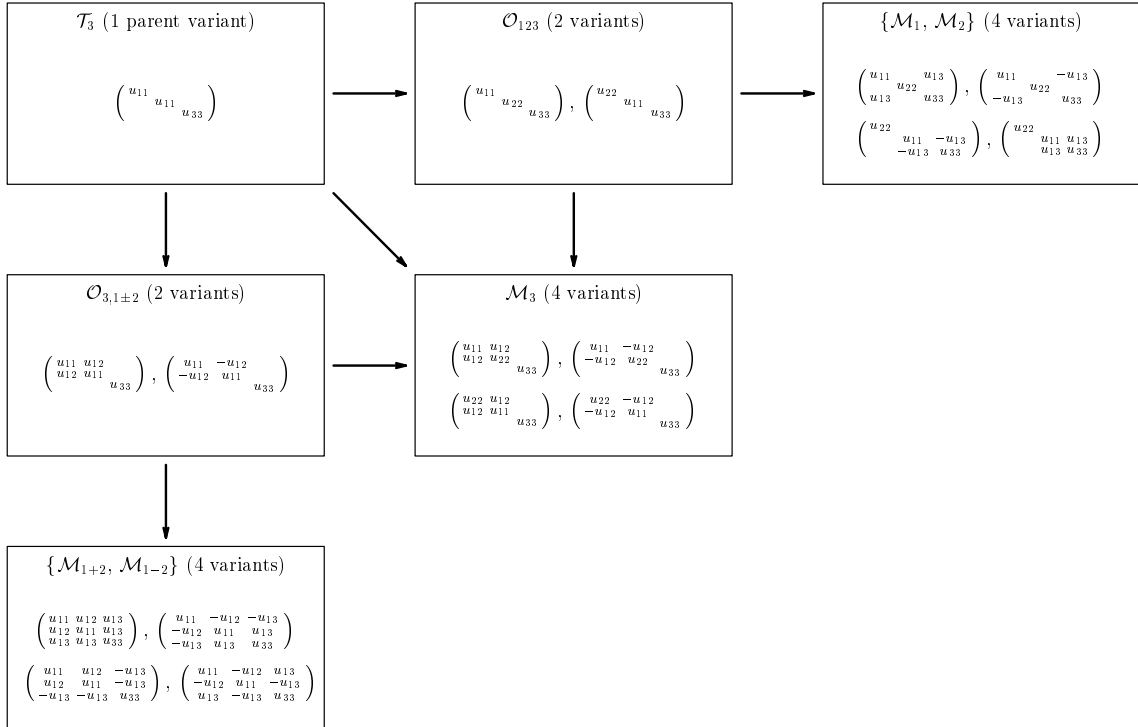 𝒯₃ (1 parent variant)
( u₁₁
u₁₁
u₃₃ )
𝒪₁₂₃ (2 variants)
( u₁₁ ) , ( u₂₂ )
( u₂₂ ) , ( u₁₁ )
( u₃₃ ) , ( u₃₃ )
{ℳ₁, ℳ₂} (4 variants)
( u₁₁ u₁₃ ) , ( u₁₁ −u₁₃ )
( u₂₂ ) , ( u₂₂ )
( u₁₃ u₃₃ ) , ( −u₁₃ u₃₃ )
( u₂₂ ) , ( u₂₂ )
( u₁₁ −u₁₃ ) , ( u₁₁ u₁₃ )
( −u₁₃ u₃₃ ) , ( u₁₃ u₃₃ )
𝒪₃,₁±₂ (2 variants)
( u₁₁ u₁₂ ) , ( u₁₁ −u₁₂ )
( u₁₂ u₁₁ ) , ( −u₁₂ u₁₁ )
( u₃₃ ) , ( u₃₃ )
ℳ₃ (4 variants)
( u₁₁ u₁₂ ) , ( u₁₁ −u₁₂ )
( u₁₂ u₂₂ ) , ( −u₁₂ u₂₂ )
( u₃₃ ) , ( u₃₃ )
( u₂₂ u₁₂ ) , ( u₂₂ −u₁₂ )
( u₁₂ u₁₁ ) , ( −u₁₂ u₁₁ )
( u₃₃ ) , ( u₃₃ )
{ℳ₁₊₂, ℳ₁₋₂} (4 variants)
( u₁₁ u₁₂ u₁₃ ) , ( u₁₁ −u₁₂ −u₁₃ )
( u₁₂ u₁₁ u₁₃ ) , ( −u₁₂ u₁₁ u₁₃ )
( u₁₃ u₁₃ u₃₃ ) , ( −u₁₃ u₁₃ u₃₃ )
( u₁₁ u₁₂ −u₁₃ ) , ( u₁₁ −u₁₂ u₁₃ )
( u₁₂ u₁₁ −u₁₃ ) , ( −u₁₂ u₁₁ −u₁₃ )
( −u₁₃ −u₁₃ u₃₃ ) , ( u₁₃ −u₁₃ u₃₃ )